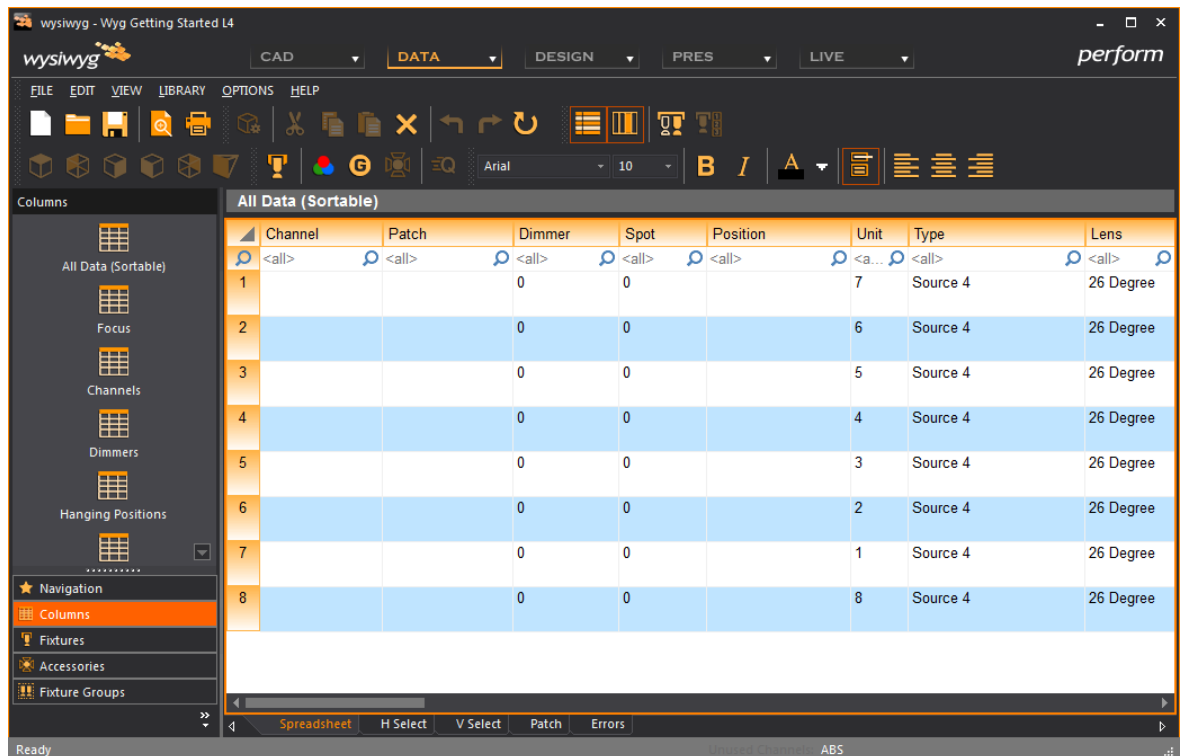 wysiwyg - Wyg Getting Started L4
wysiwyg CAD DATA DESIGN PRES LIVE perform
FILE EDIT VIEW LIBRARY OPTIONS HELP
G Q Arial 10 B I A
Columns All Data (Sortable)
Channel Patch Dimmer Spot Position Unit Type Lens
<all> <all> <all> <all> <all> <a... <all> <all>
All Data (Sortable)
1 0 0 7 Source 4 26 Degree
Focus
2 0 0 6 Source 4 26 Degree
3 0 0 5 Source 4 26 Degree
Channels
4 0 0 4 Source 4 26 Degree
Dimmers
5 0 0 3 Source 4 26 Degree
6 0 0 2 Source 4 26 Degree
Hanging Positions
7 0 0 1 Source 4 26 Degree
Navigation
8 0 0 8 Source 4 26 Degree
Columns
Fixtures
Accessories
Fixture Groups
Spreadsheet H Select V Select Patch Errors
Ready Unused Channels: ABS